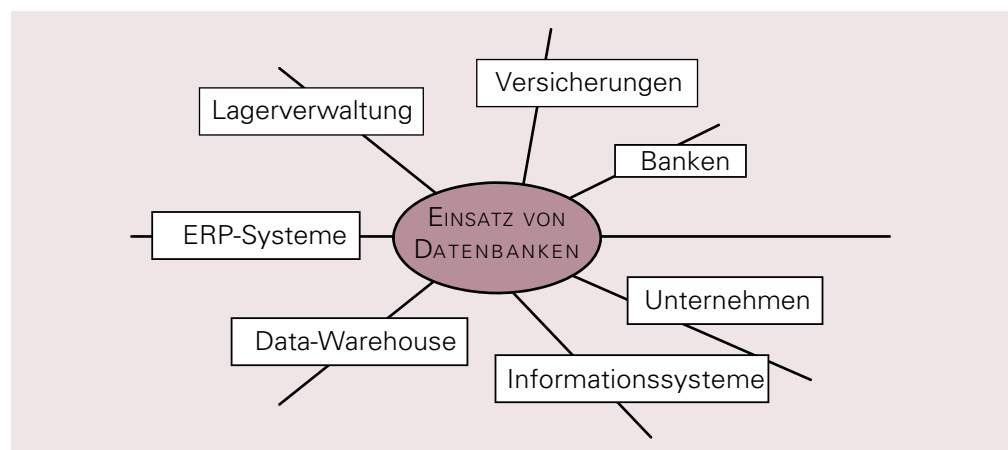 Versicherungen
Lagerverwaltung
Banken
EINSATZ VON
DATENBANKEN
ERP-Systeme
Unternehmen
Data-Warehouse
Informationssysteme